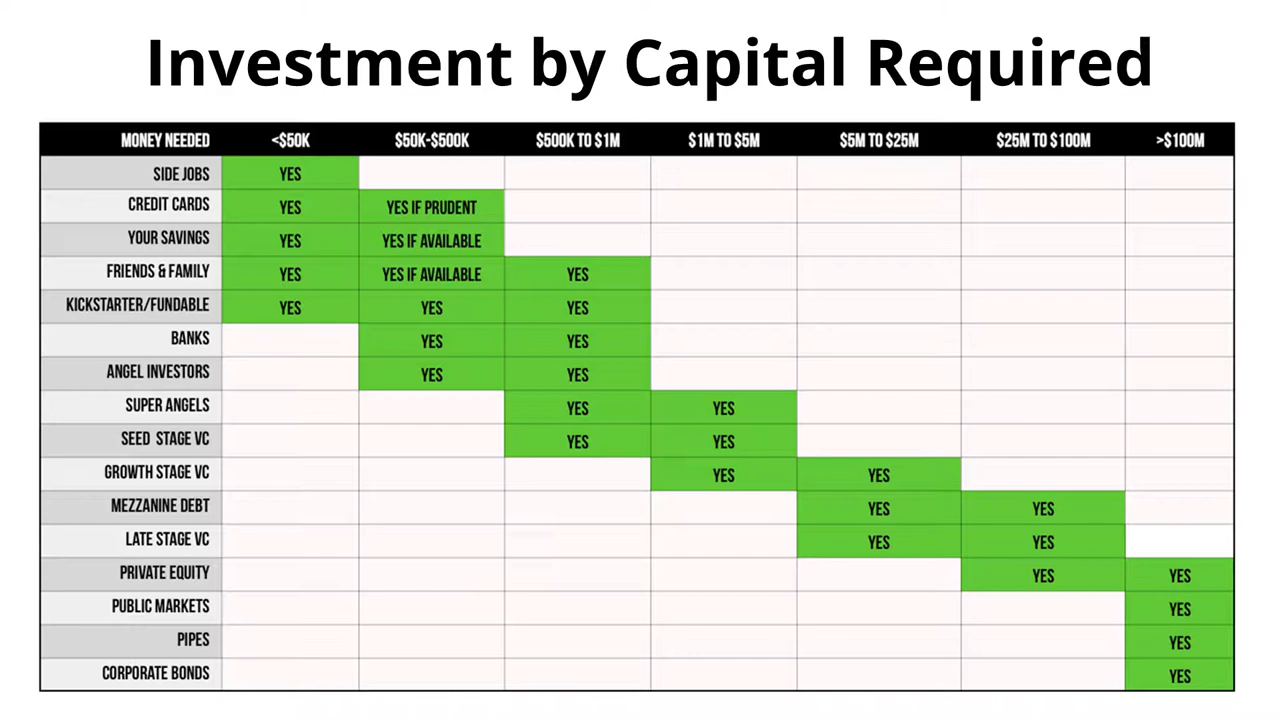 Investment by Capital Required
MONEY NEEDED <$50K $50K-$500K $500K TO $1M $1M TO $5M $5M TO $25M $25M TO $100M >$100M
SIDE JOBS YES
CREDIT CARDS YES YES IF PRUDENT
YOUR SAVINGS YES YES IF AVAILABLE
FRIENDS & FAMILY YES YES IF AVAILABLE YES
KICKSTARTER/FUNDABLE YES YES YES
BANKS YES YES
ANGEL INVESTORS YES YES
SUPER ANGELS YES YES
SEED STAGE VC YES YES
GROWTH STAGE VC YES YES
MEZZANINE DEBT YES YES
LATE STAGE VC YES YES
PRIVATE EQUITY YES YES
PUBLIC MARKETS YES
PIPES YES
CORPORATE BONDS YES